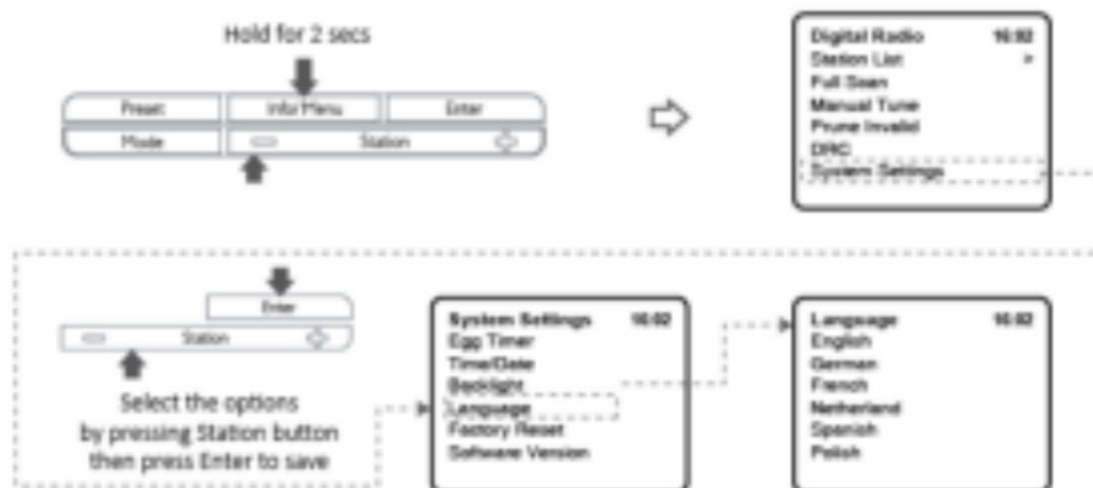 Hold for 2 secs
Preset Info/Menu Enter
Mode Station
Digital Radio 16:02
Station List >
Full Scan
Manual Tune
Prune Invalid
DRC
System Settings
Enter
Station
Select the options
by pressing Station button
then press Enter to save
System Settings 16:02
Egg Timer
Time/Date
Backlight
Language
Factory Reset
Software Version
Language 16:02
English
German
French
Netherland
Spanish
Polish